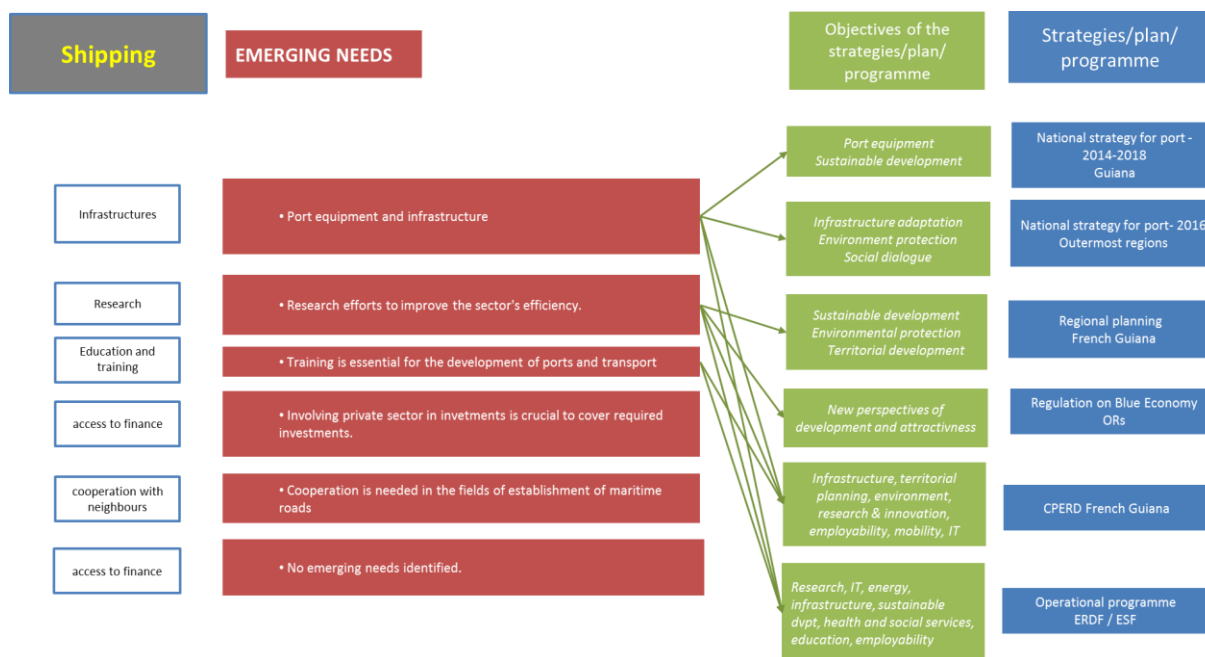 Shipping
EMERGING NEEDS
Objectives of the
strategies/plan/
programme
Strategies/plan/
programme
Port equipment
Sustainable development
National strategy for port -
2014-2018
Guiana
Infrastructures
• Port equipment and infrastructure
Infrastructure adaptation
Environment protection
Social dialogue
National strategy for port- 2016
Outermost regions
Research
• Research efforts to improve the sector's efficiency.
Sustainable development
Environmental protection
Territorial development
Regional planning
French Guiana
Education and
training
• Training is essential for the development of ports and transport
access to finance
• Involving private sector in invetments is crucial to cover required
investments.
New perspectives of
development and attractivness
Regulation on Blue Economy
ORs
cooperation with
neighbours
• Cooperation is needed in the fields of establishment of maritime
roads
Infrastructure, territorial
planning, environment,
research & innovation,
employability, mobility, IT
CPERD French Guiana
access to finance
• No emerging needs identified.
Research, IT, energy,
infrastructure, sustainable
dvpt, health and social services,
education, employability
Operational programme
ERDF / ESF